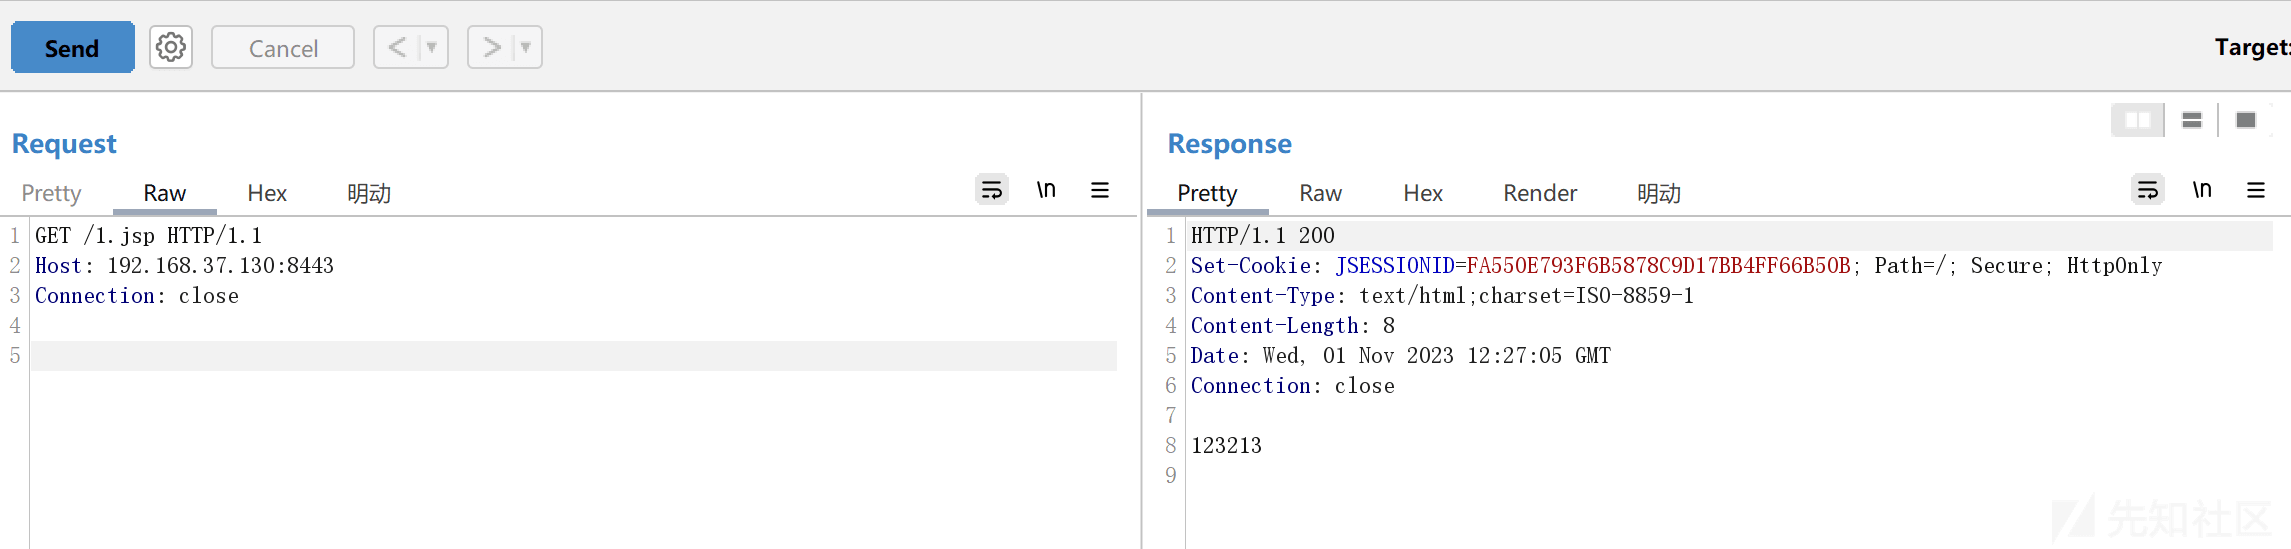 Send
Cancel
< ▼
> ▼
Target:
Request
Response
Pretty Raw Hex 明动
\n
Pretty Raw Hex Render 明动
\n
1 GET /1.jsp HTTP/1.1
2 Host: 192.168.37.130:8443
3 Connection: close
4
5
1 HTTP/1.1 200
2 Set-Cookie: JSESSIONID=FA550E793F6B5878C9D17BB4FF66B50B; Path=/; Secure; HttpOnly
3 Content-Type: text/html;charset=ISO-8859-1
4 Content-Length: 8
5 Date: Wed, 01 Nov 2023 12:27:05 GMT
6 Connection: close
7
8 123213
9
先知社区